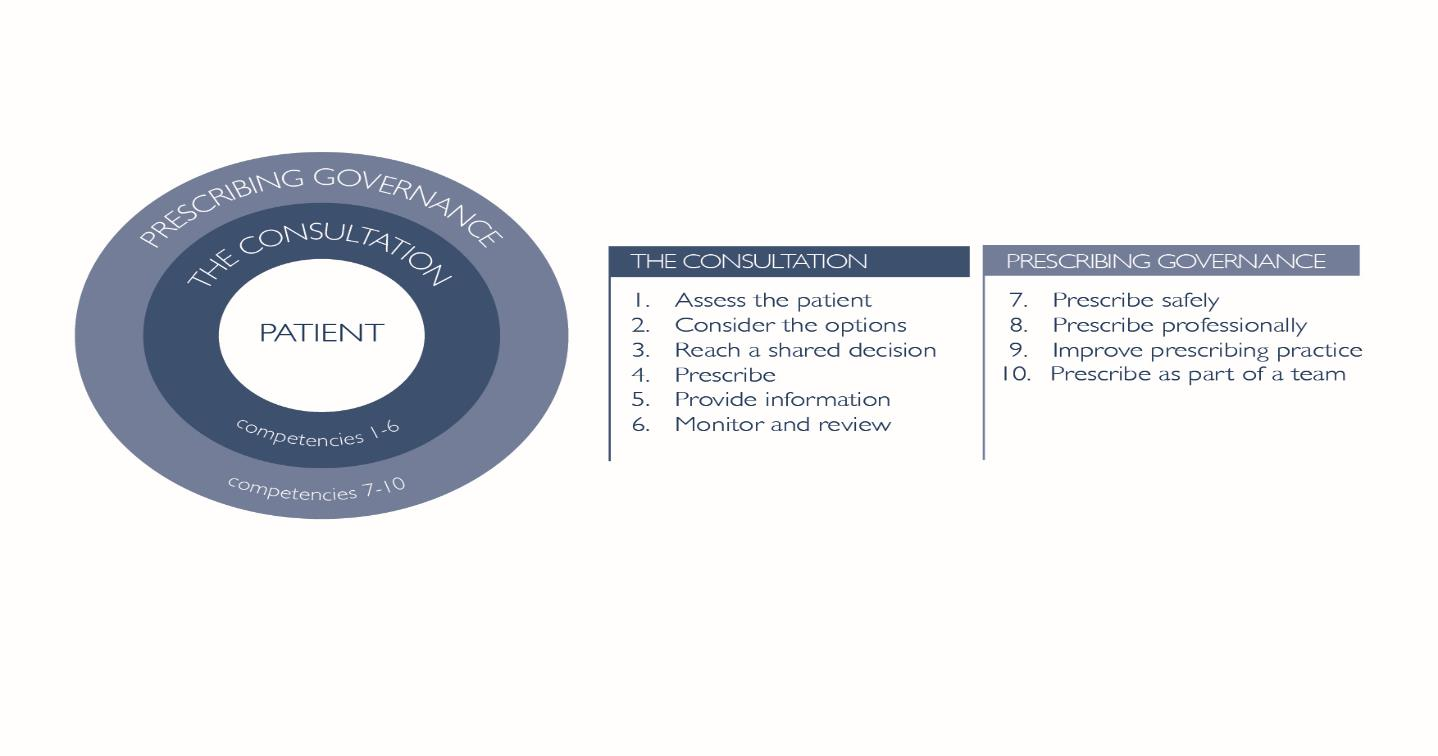 PRESCRIBING GOVERNANCE
THE CONSULTATION
PATIENT
competencies 1-6
competencies 7-10
THE CONSULTATION
1. Assess the patient
2. Consider the options
3. Reach a shared decision
4. Prescribe
5. Provide information
6. Monitor and review
PRESCRIBING GOVERNANCE
7. Prescribe safely
8. Prescribe professionally
9. Improve prescribing practice
10. Prescribe as part of a team